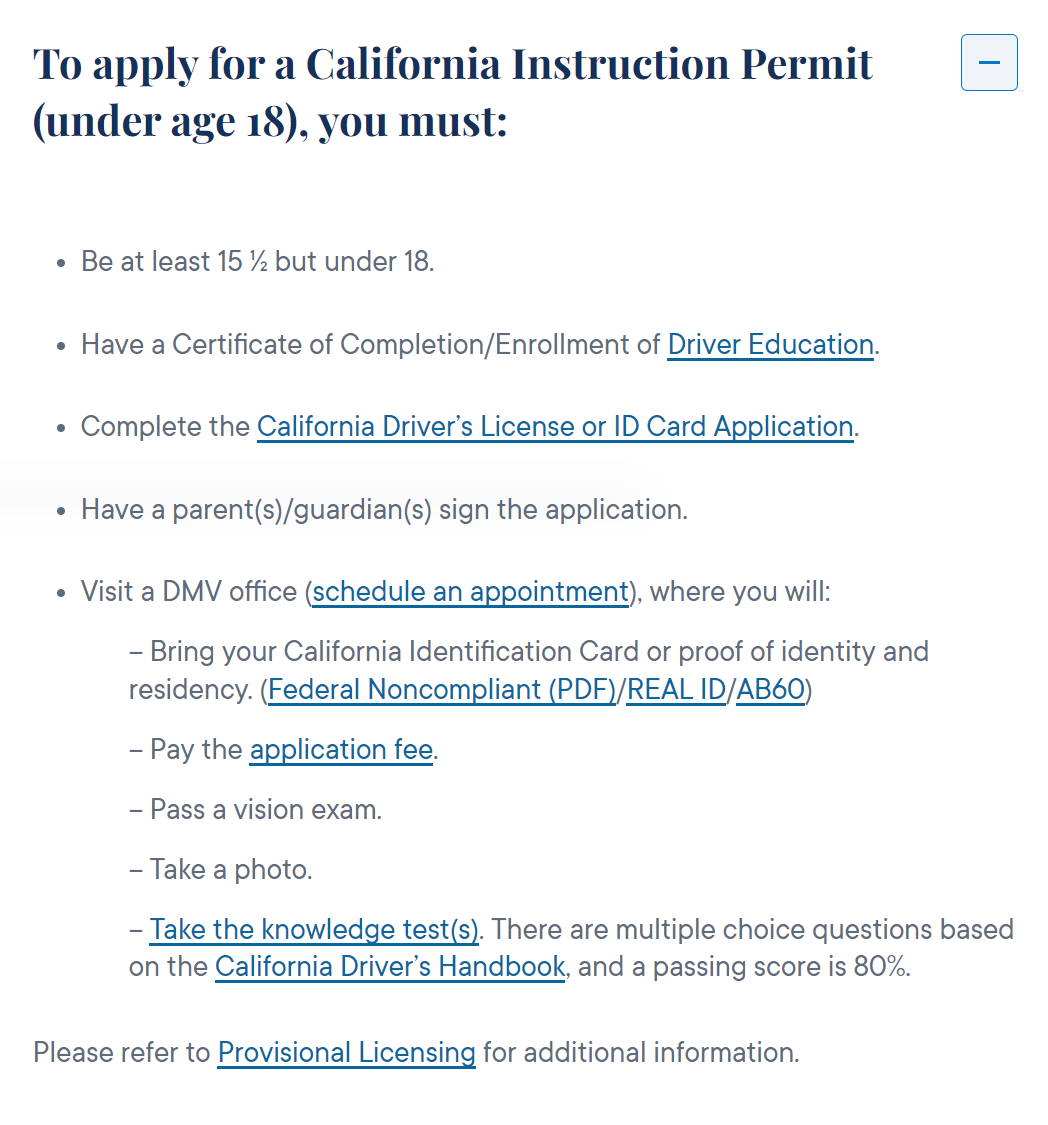 To apply for a California Instruction Permit
(under age 18), you must:
• Be at least 15 ½ but under 18.
• Have a Certificate of Completion/Enrollment of Driver Education.
• Complete the California Driver’s License or ID Card Application.
• Have a parent(s)/guardian(s) sign the application.
• Visit a DMV office (schedule an appointment), where you will:
– Bring your California Identification Card or proof of identity and
residency. (Federal Noncompliant (PDF)/REAL ID/AB60)
– Pay the application fee.
– Pass a vision exam.
– Take a photo.
– Take the knowledge test(s). There are multiple choice questions based
on the California Driver’s Handbook, and a passing score is 80%.
Please refer to Provisional Licensing for additional information.